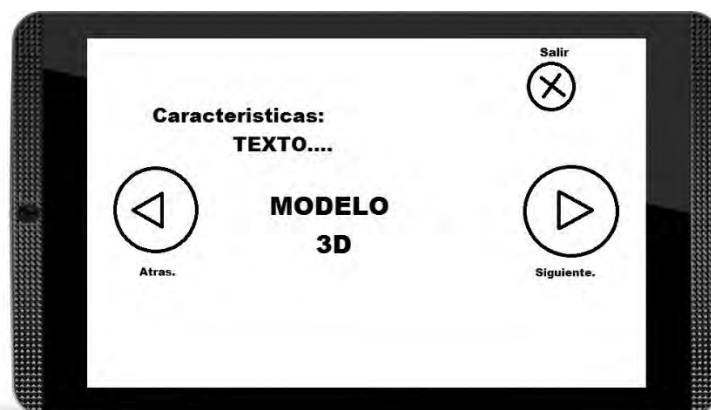 Salir
Caracteristicas:
TEXTO....
MODELO
3D
Atras.
Siguiente.